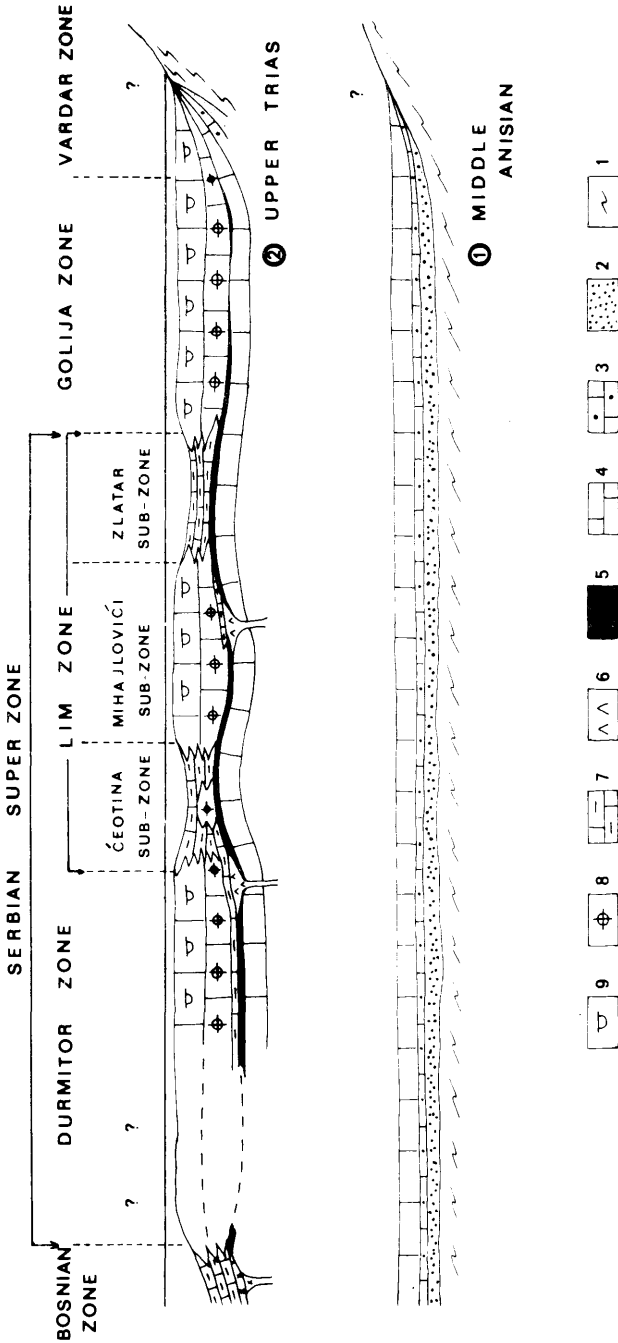 SERBIAN SUPER ZONE
BOSNIAN
ZONE
DURMITOR ZONE
LIM ZONE
GOLIJA ZONE
VARDAR ZONE
ĆEOTINA
SUB-ZONE
MIHAJLOVIĆI
SUB-ZONE
ZLATAR
SUB-ZONE
? ? ?
② UPPER TRIAS
?
① MIDDLE
ANISIAN
9 8 7 6 5 4 3 2 1